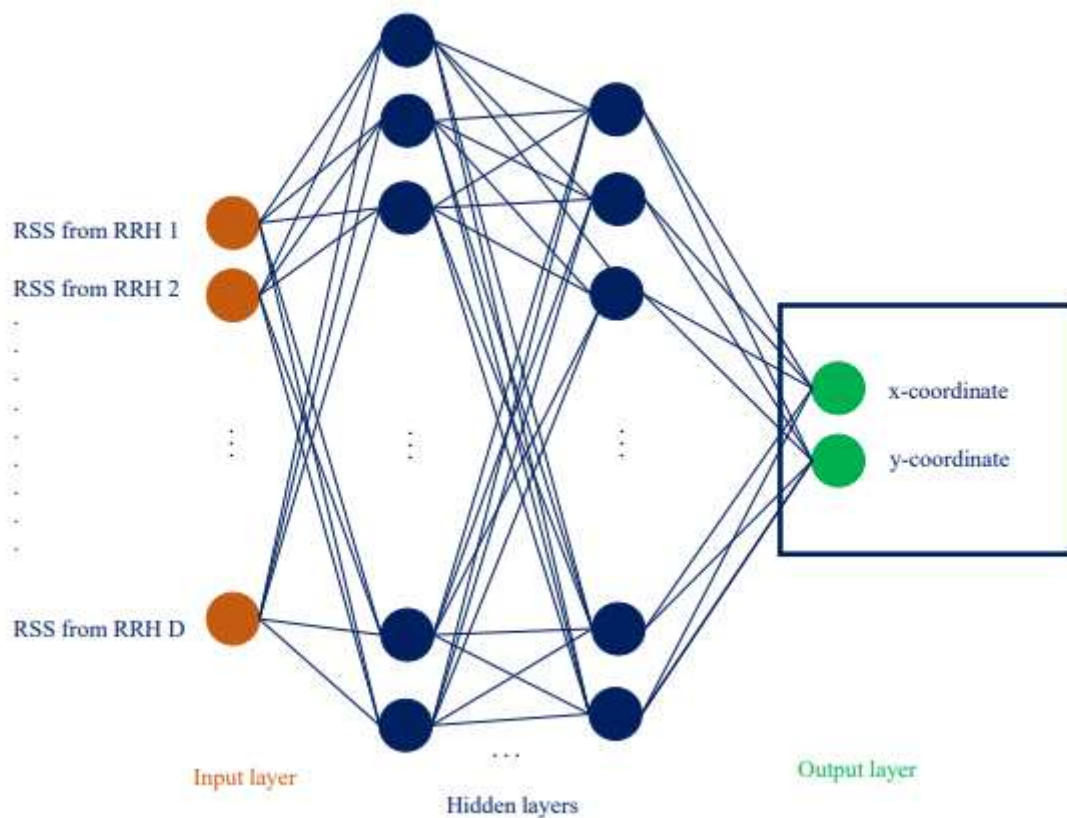 RSS from RRH 1
RSS from RRH 2
.
.
.
.
.
.
.
.
.
...
...
...
RSS from RRH D
x-coordinate
y-coordinate
...
Input layer
Hidden layers
Output layer